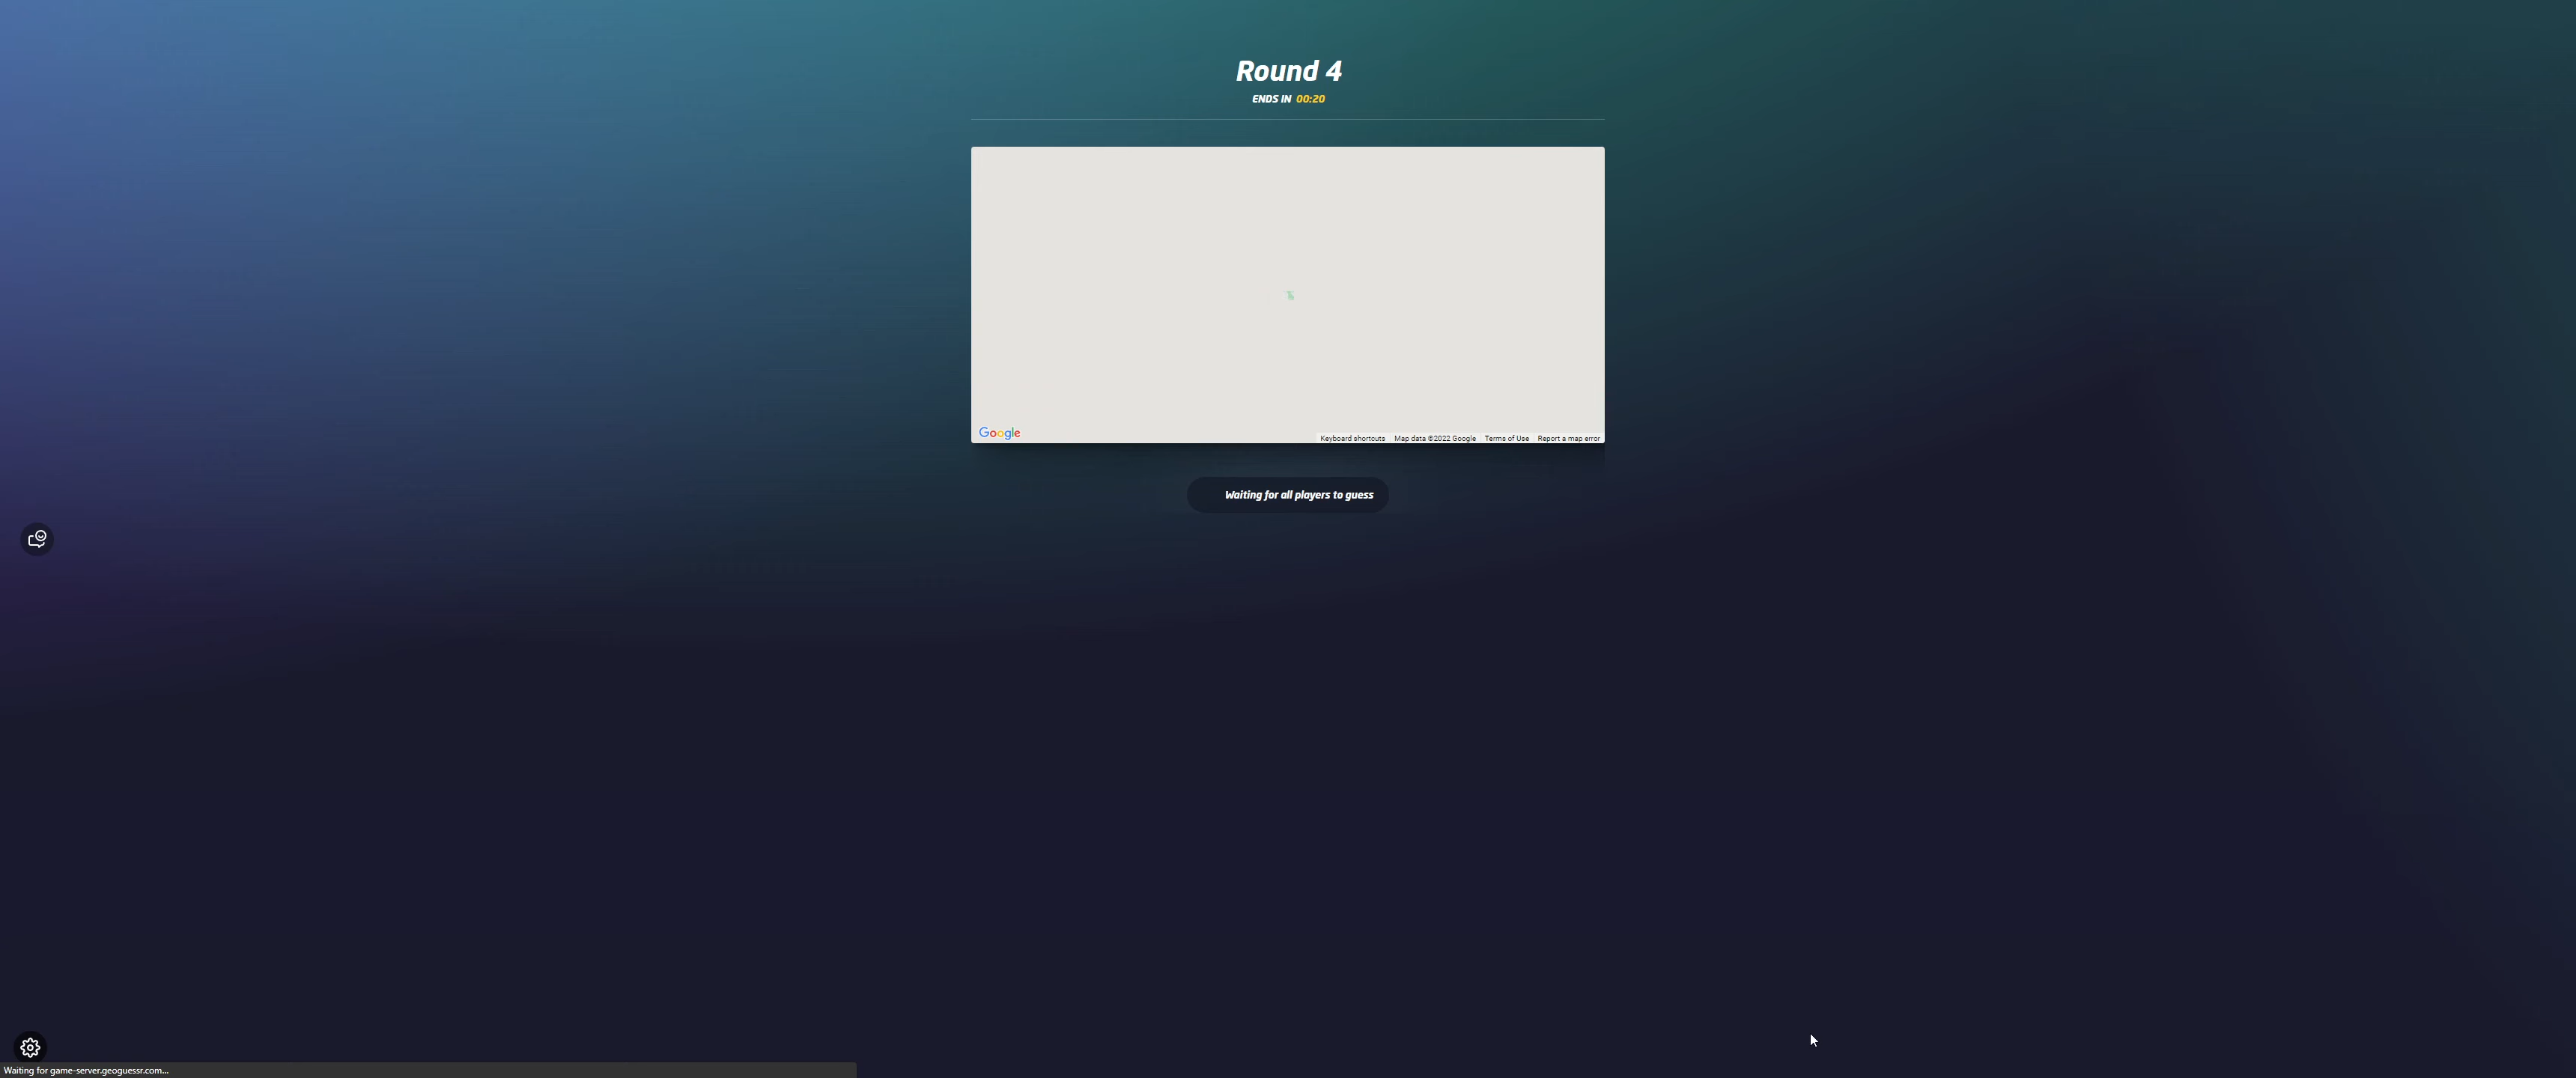 Round 4
ENDS IN 00:20
Google
Keyboard shortcuts Map data ©2022 Google Terms of Use Report a map error
Waiting for all players to guess
Waiting for game-server.geoguessr.com...